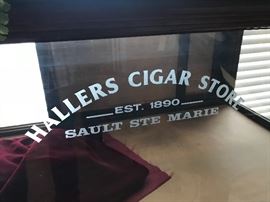 HALLERS CIGAR STORE
EST. 1890
SAULT STE MARIE